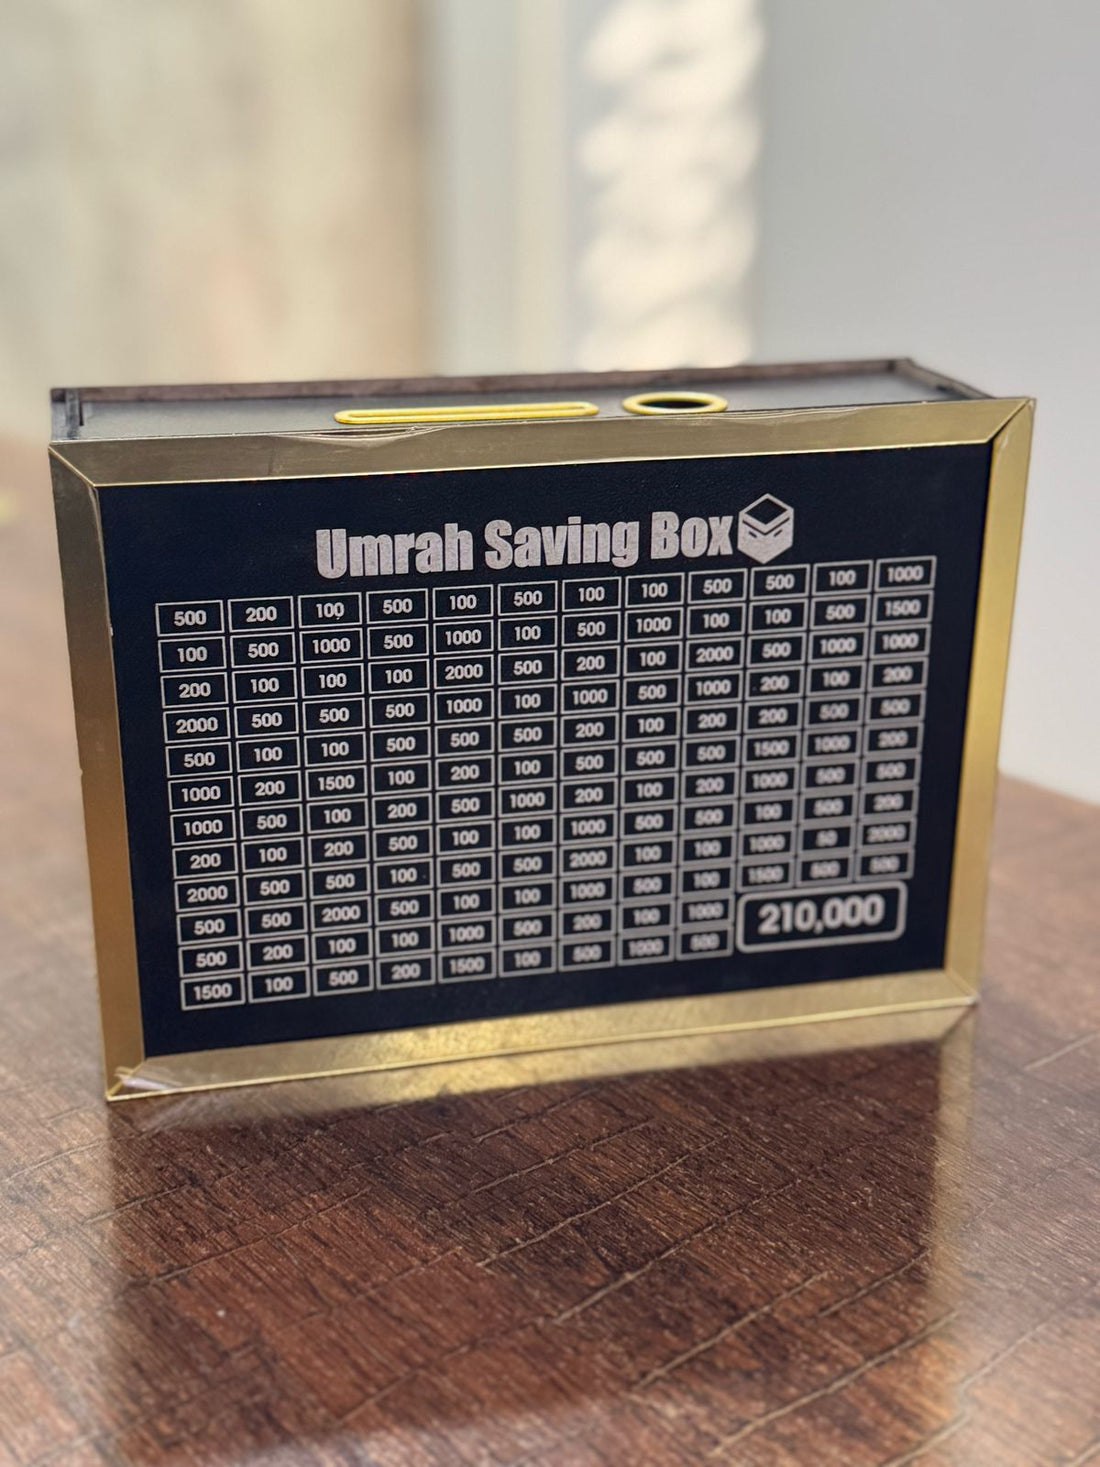 Umrah Saving Box
500 200 100 500 100 500 100 100 500 500 100 1000
100 500 1000 500 1000 100 500 1000 100 100 500 1500
200 100 100 100 2000 500 200 100 2000 500 1000 1000
2000 500 500 500 1000 100 1000 500 1000 200 100 200
500 100 100 500 500 500 200 100 200 200 500 500
1000 200 1500 100 200 100 500 500 500 1500 1000 200
1000 500 100 200 500 1000 200 100 200 1000 500 500
200 100 200 500 100 100 1000 500 500 100 500 200
2000 500 500 100 500 500 2000 100 100 1000 50 2000
500 500 2000 500 100 100 1000 500 100 1500 500 500
500 200 100 100 1000 500 200 100 1000
1500 100 500 200 1500 100 500 1000 500
210,000